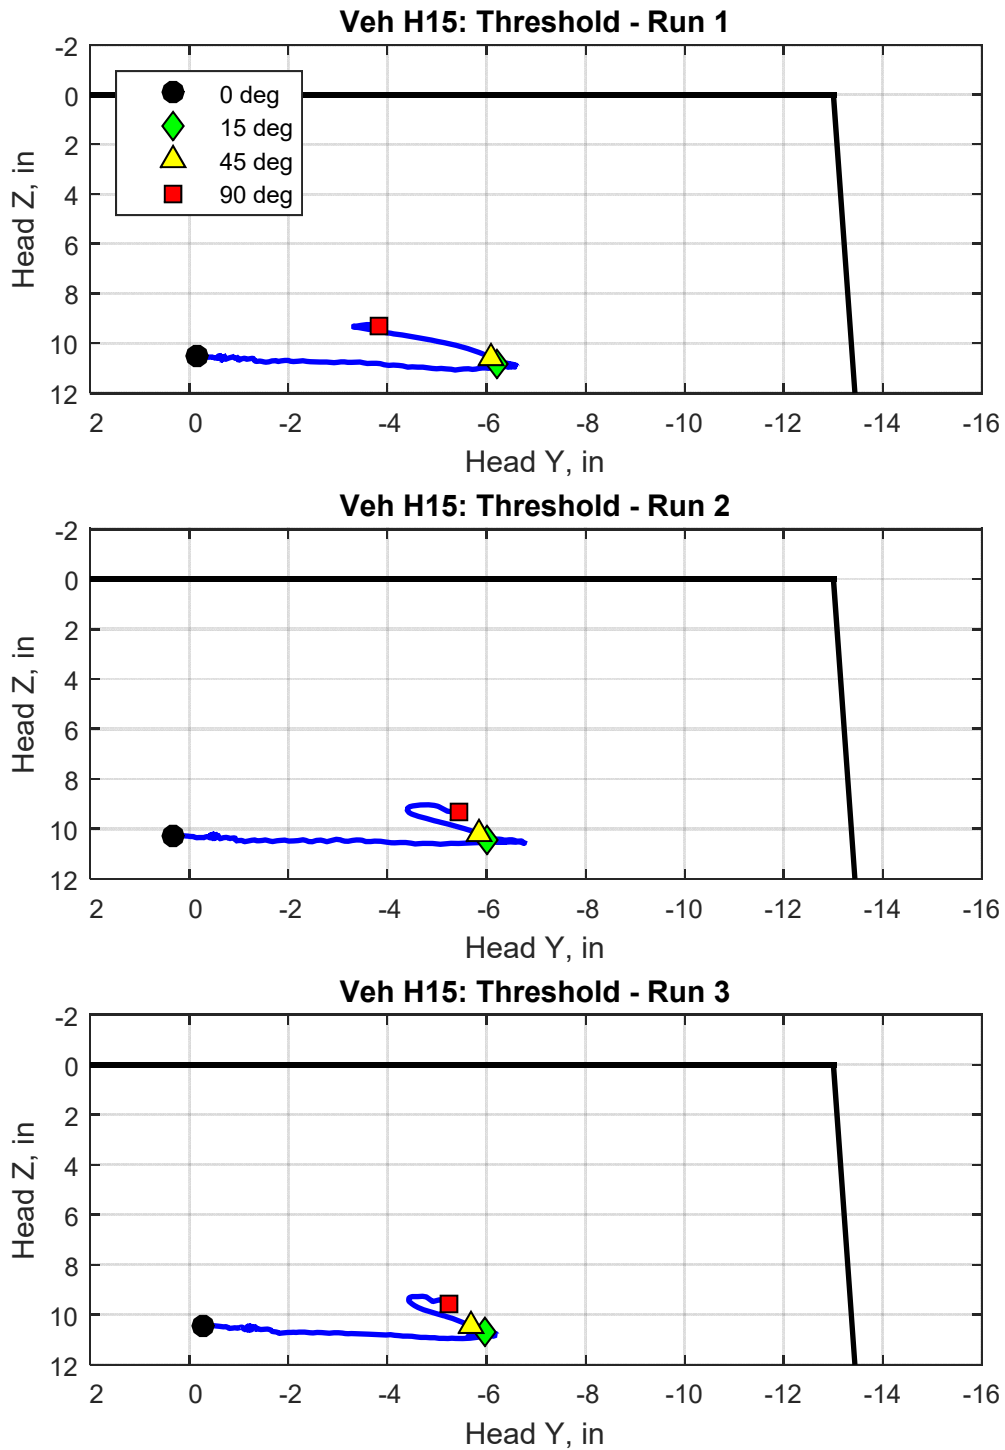 Veh H15: Threshold - Run 1
-2
0
2
4
6
8
10
12
Head Z, in
0 deg
15 deg
45 deg
90 deg
2 0 -2 -4 -6 -8 -10 -12 -14 -16
Head Y, in
Veh H15: Threshold - Run 2
-2
0
2
4
6
8
10
12
Head Z, in
2 0 -2 -4 -6 -8 -10 -12 -14 -16
Head Y, in
Veh H15: Threshold - Run 3
-2
0
2
4
6
8
10
12
Head Z, in
2 0 -2 -4 -6 -8 -10 -12 -14 -16
Head Y, in